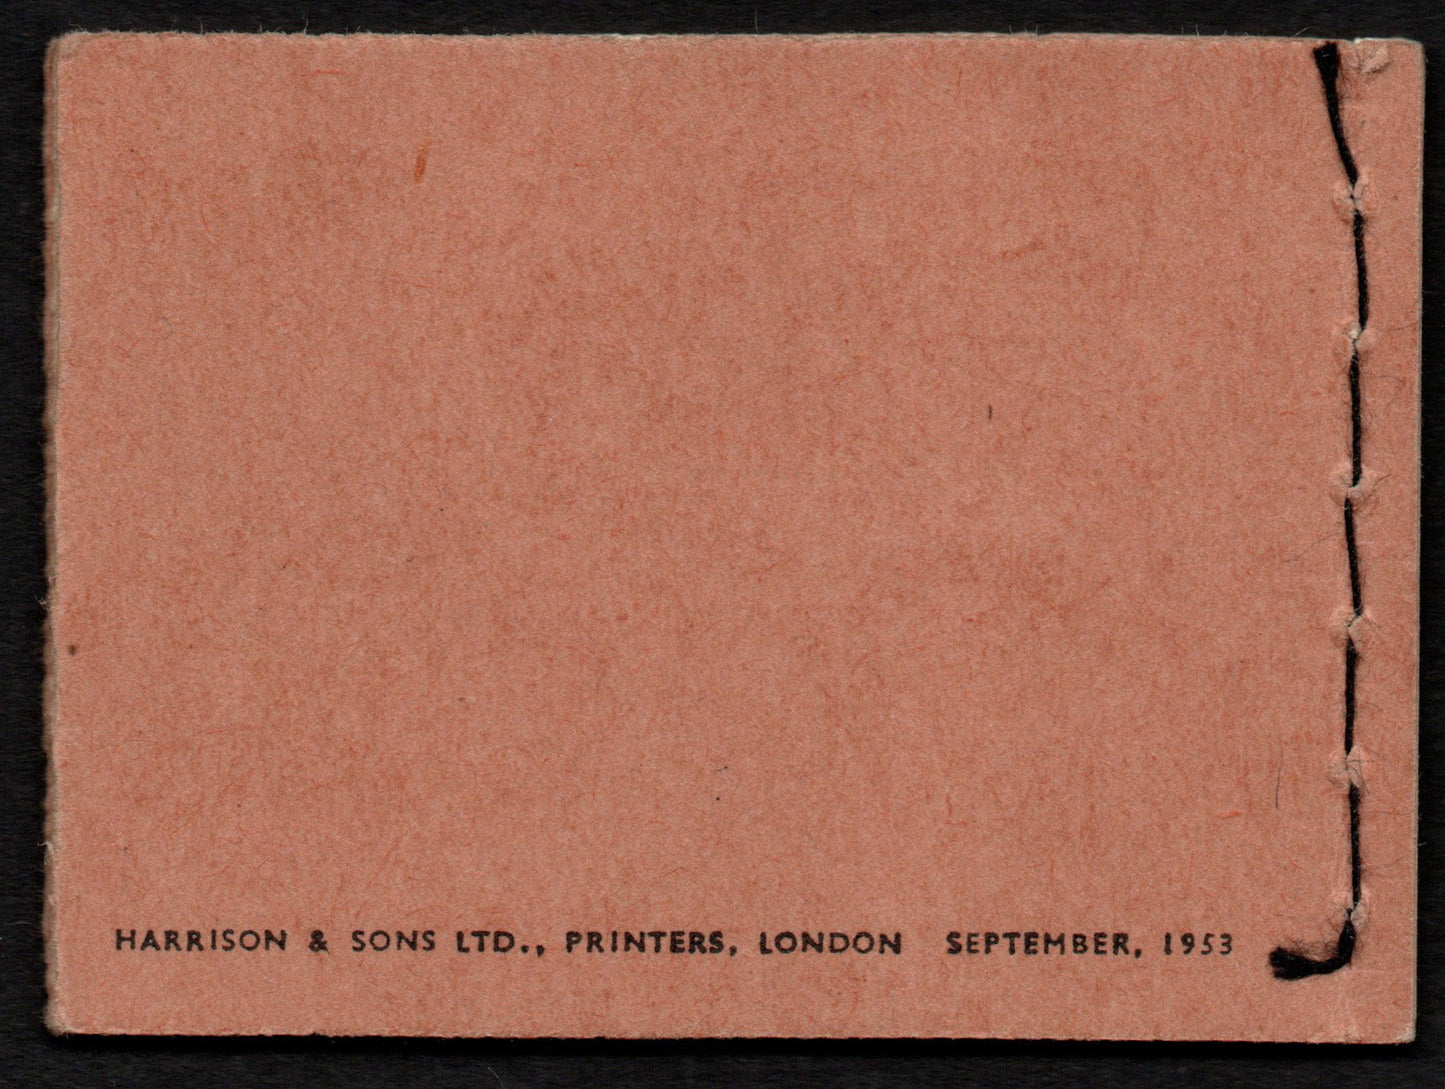 HARRISON & SONS LTD., PRINTERS, LONDON SEPTEMBER, 1953